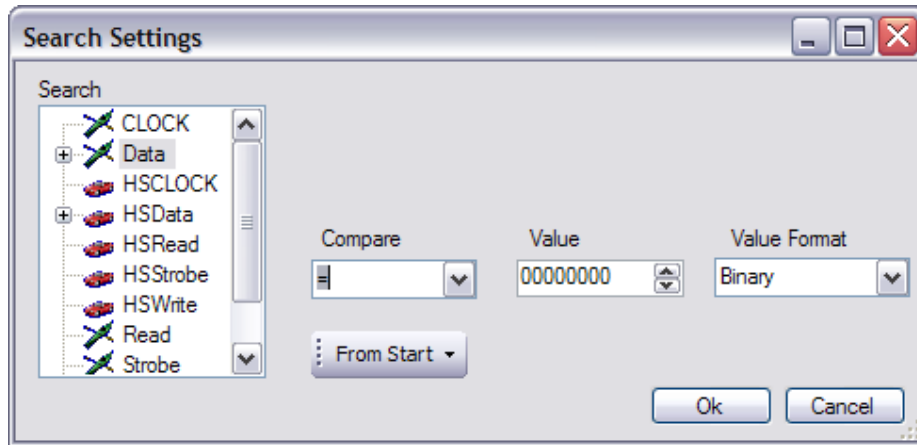 Search Settings
Search
CLOCK
Data
HSCLOCK
HSData
HSRead
HSStrobe
HSWrite
Read
Strobe
Compare
=
Value
00000000
Value Format
Binary
From Start
Ok
Cancel